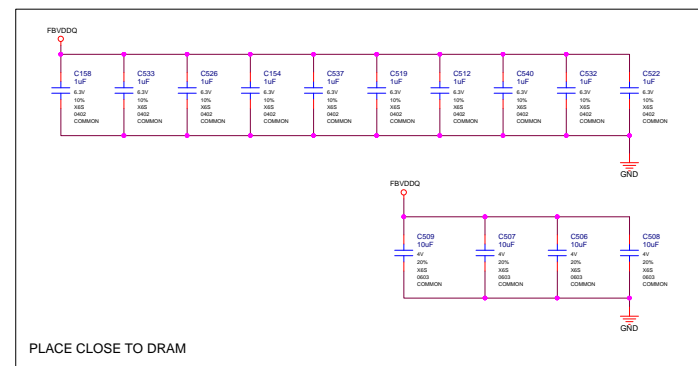 FBVDDQ
C158 C533 C526 C154 C537 C519 C512 C540 C532 C522
1uF 1uF 1uF 1uF 1uF 1uF 1uF 1uF 1uF 1uF
6.3V 6.3V 6.3V 6.3V 6.3V 6.3V 6.3V 6.3V 6.3V 6.3V
10% 10% 10% 10% 10% 10% 10% 10% 10% 10%
X6S X6S X6S X6S X6S X6S X6S X6S X6S X6S
0402 0402 0402 0402 0402 0402 0402 0402 0402 0402
COMMON COMMON COMMON COMMON COMMON COMMON COMMON COMMON COMMON COMMON
GND
FBVDDQ
C509 C507 C506 C508
10uF 10uF 10uF 10uF
4V 4V 4V 4V
20% 20% 20% 20%
X6S X6S X6S X6S
0603 0603 0603 0603
COMMON COMMON COMMON COMMON
GND
PLACE CLOSE TO DRAM